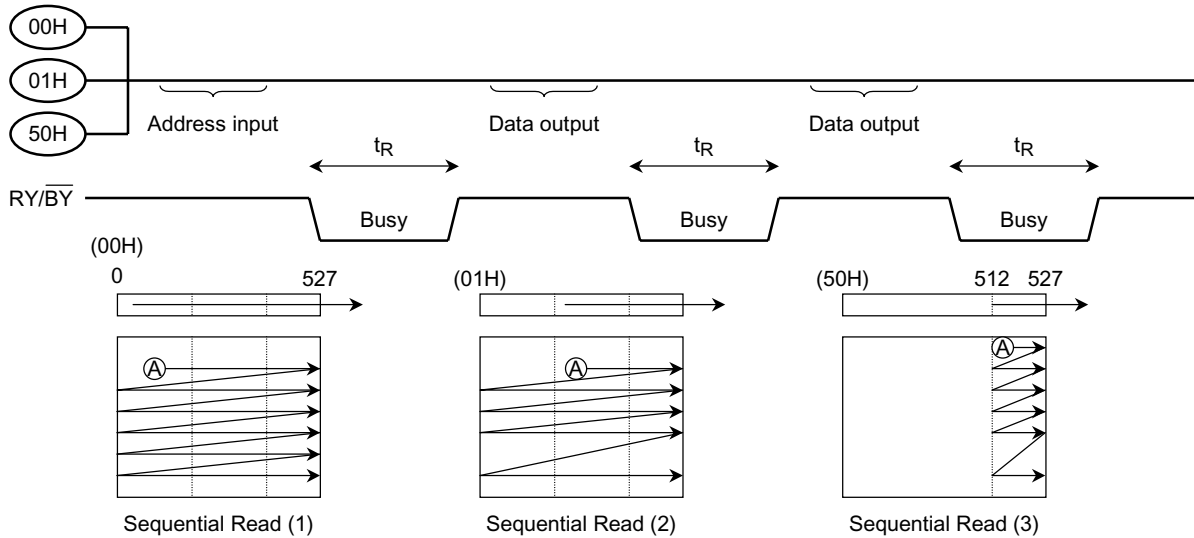 00H
01H
50H
Address input
Data output
Data output
tR
tR
tR
RY/B̅Y̅
Busy
Busy
Busy
(00H)
0
527
(01H)
(50H)
512
527
A
A
A
Sequential Read (1)
Sequential Read (2)
Sequential Read (3)